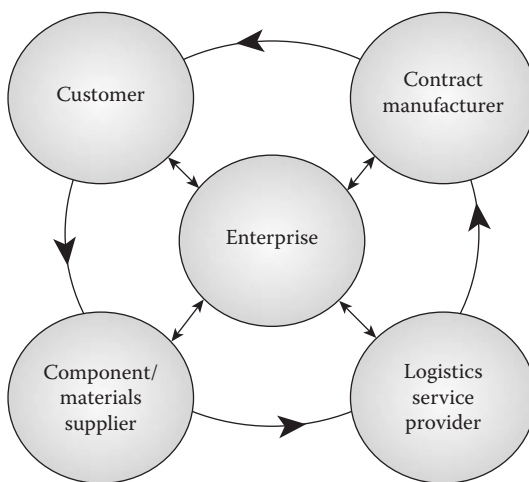 Customer
Contract
manufacturer
Enterprise
Component/
materials
supplier
Logistics
service
provider